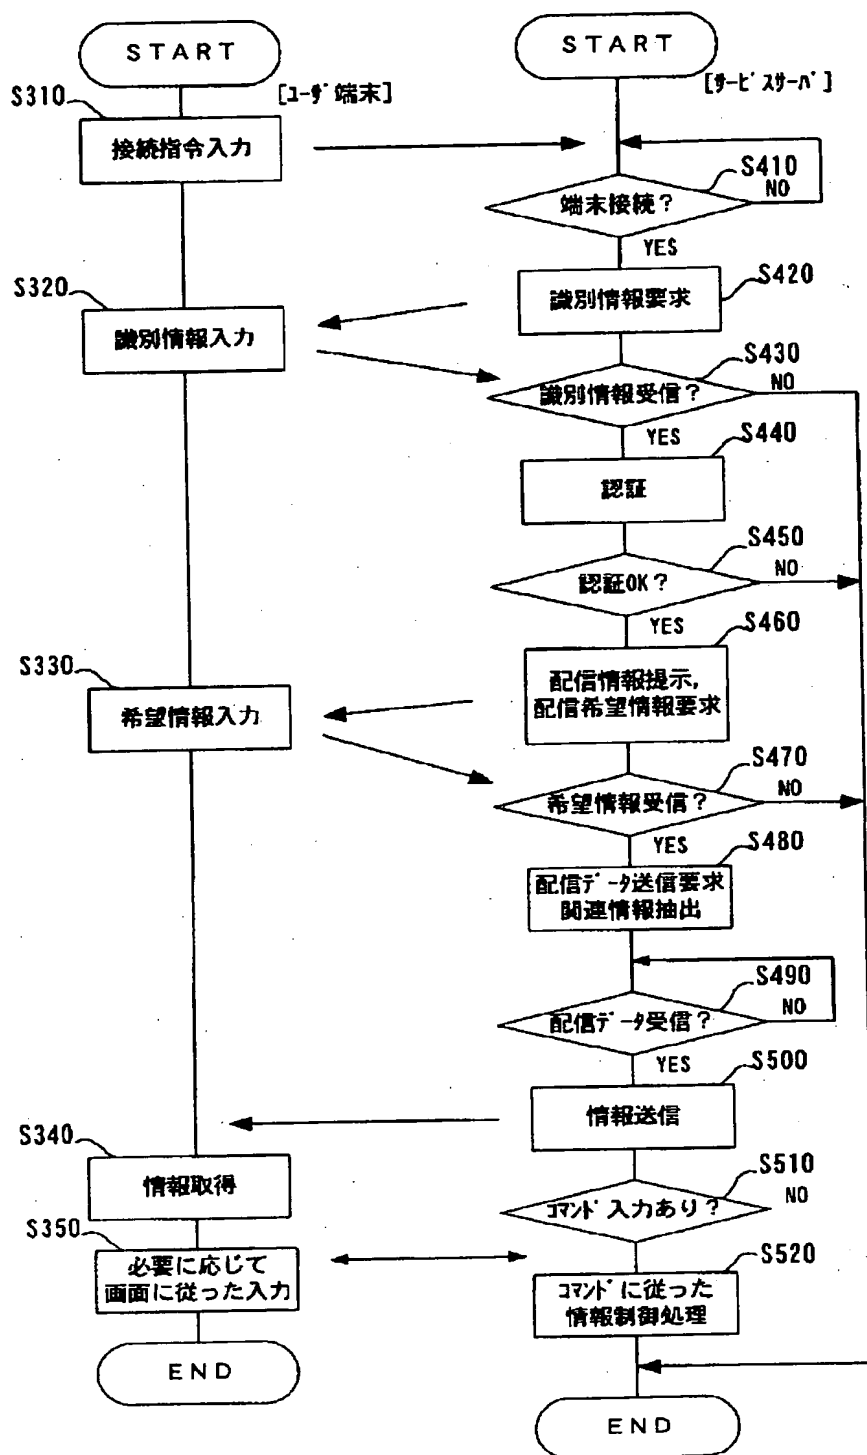 START
START
S310
[ユーザ端末]
[サービスサーバ]
接続指令入力
S410
NO
端末接続?
YES
S420
S320
識別情報要求
識別情報入力
S430
NO
識別情報受信?
YES
S440
認証
S450
NO
認証OK?
YES
S460
S330
配信情報提示,
配信希望情報要求
希望情報入力
S470
NO
希望情報受信?
YES
S480
配信データ送信要求
関連情報抽出
S490
NO
配信データ受信?
YES
S500
情報送信
S340
情報取得
S510
NO
コマンド入力あり?
S350
必要に応じて
画面に従った入力
S520
コマンドに従った
情報制御処理
END
END